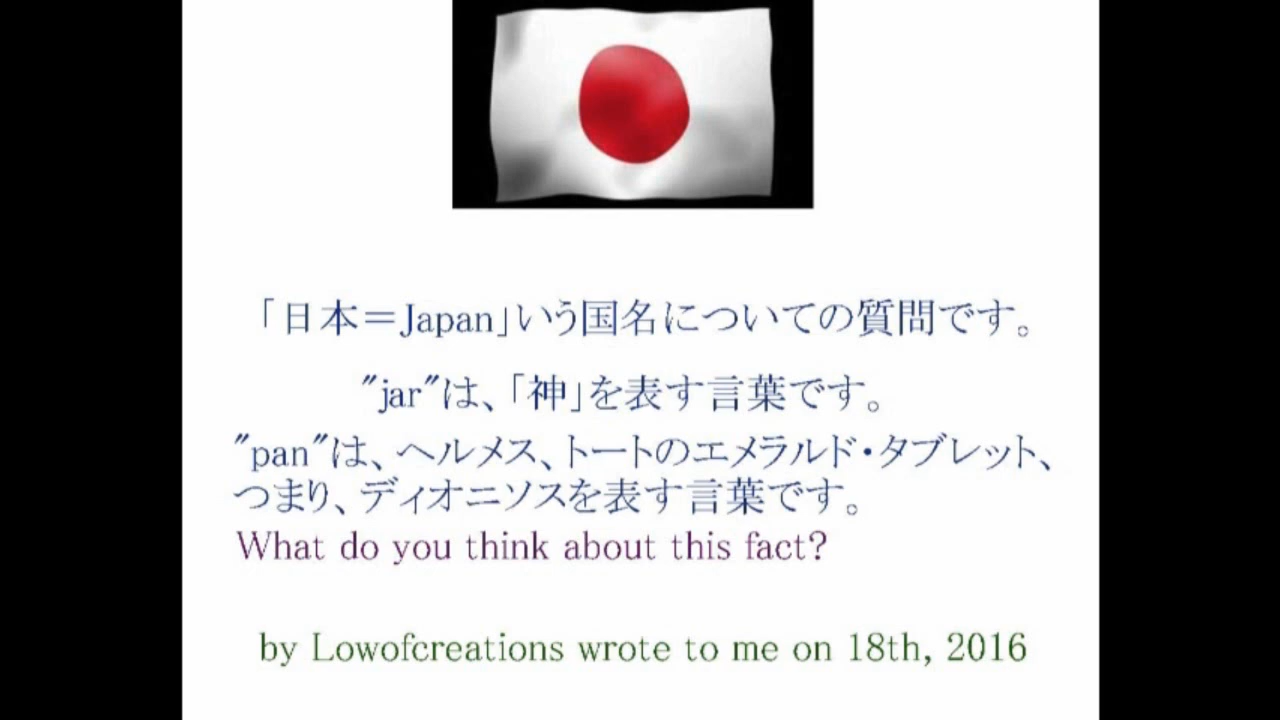 「日本＝Japan」いう国名についての質問です。
"jar"は、「神」を表す言葉です。
"pan"は、ヘルメス、トートのエメラルド・タブレット、
つまり、ディオニソスを表す言葉です。
What do you think about this fact?
by Lowofcreations wrote to me on 18th, 2016